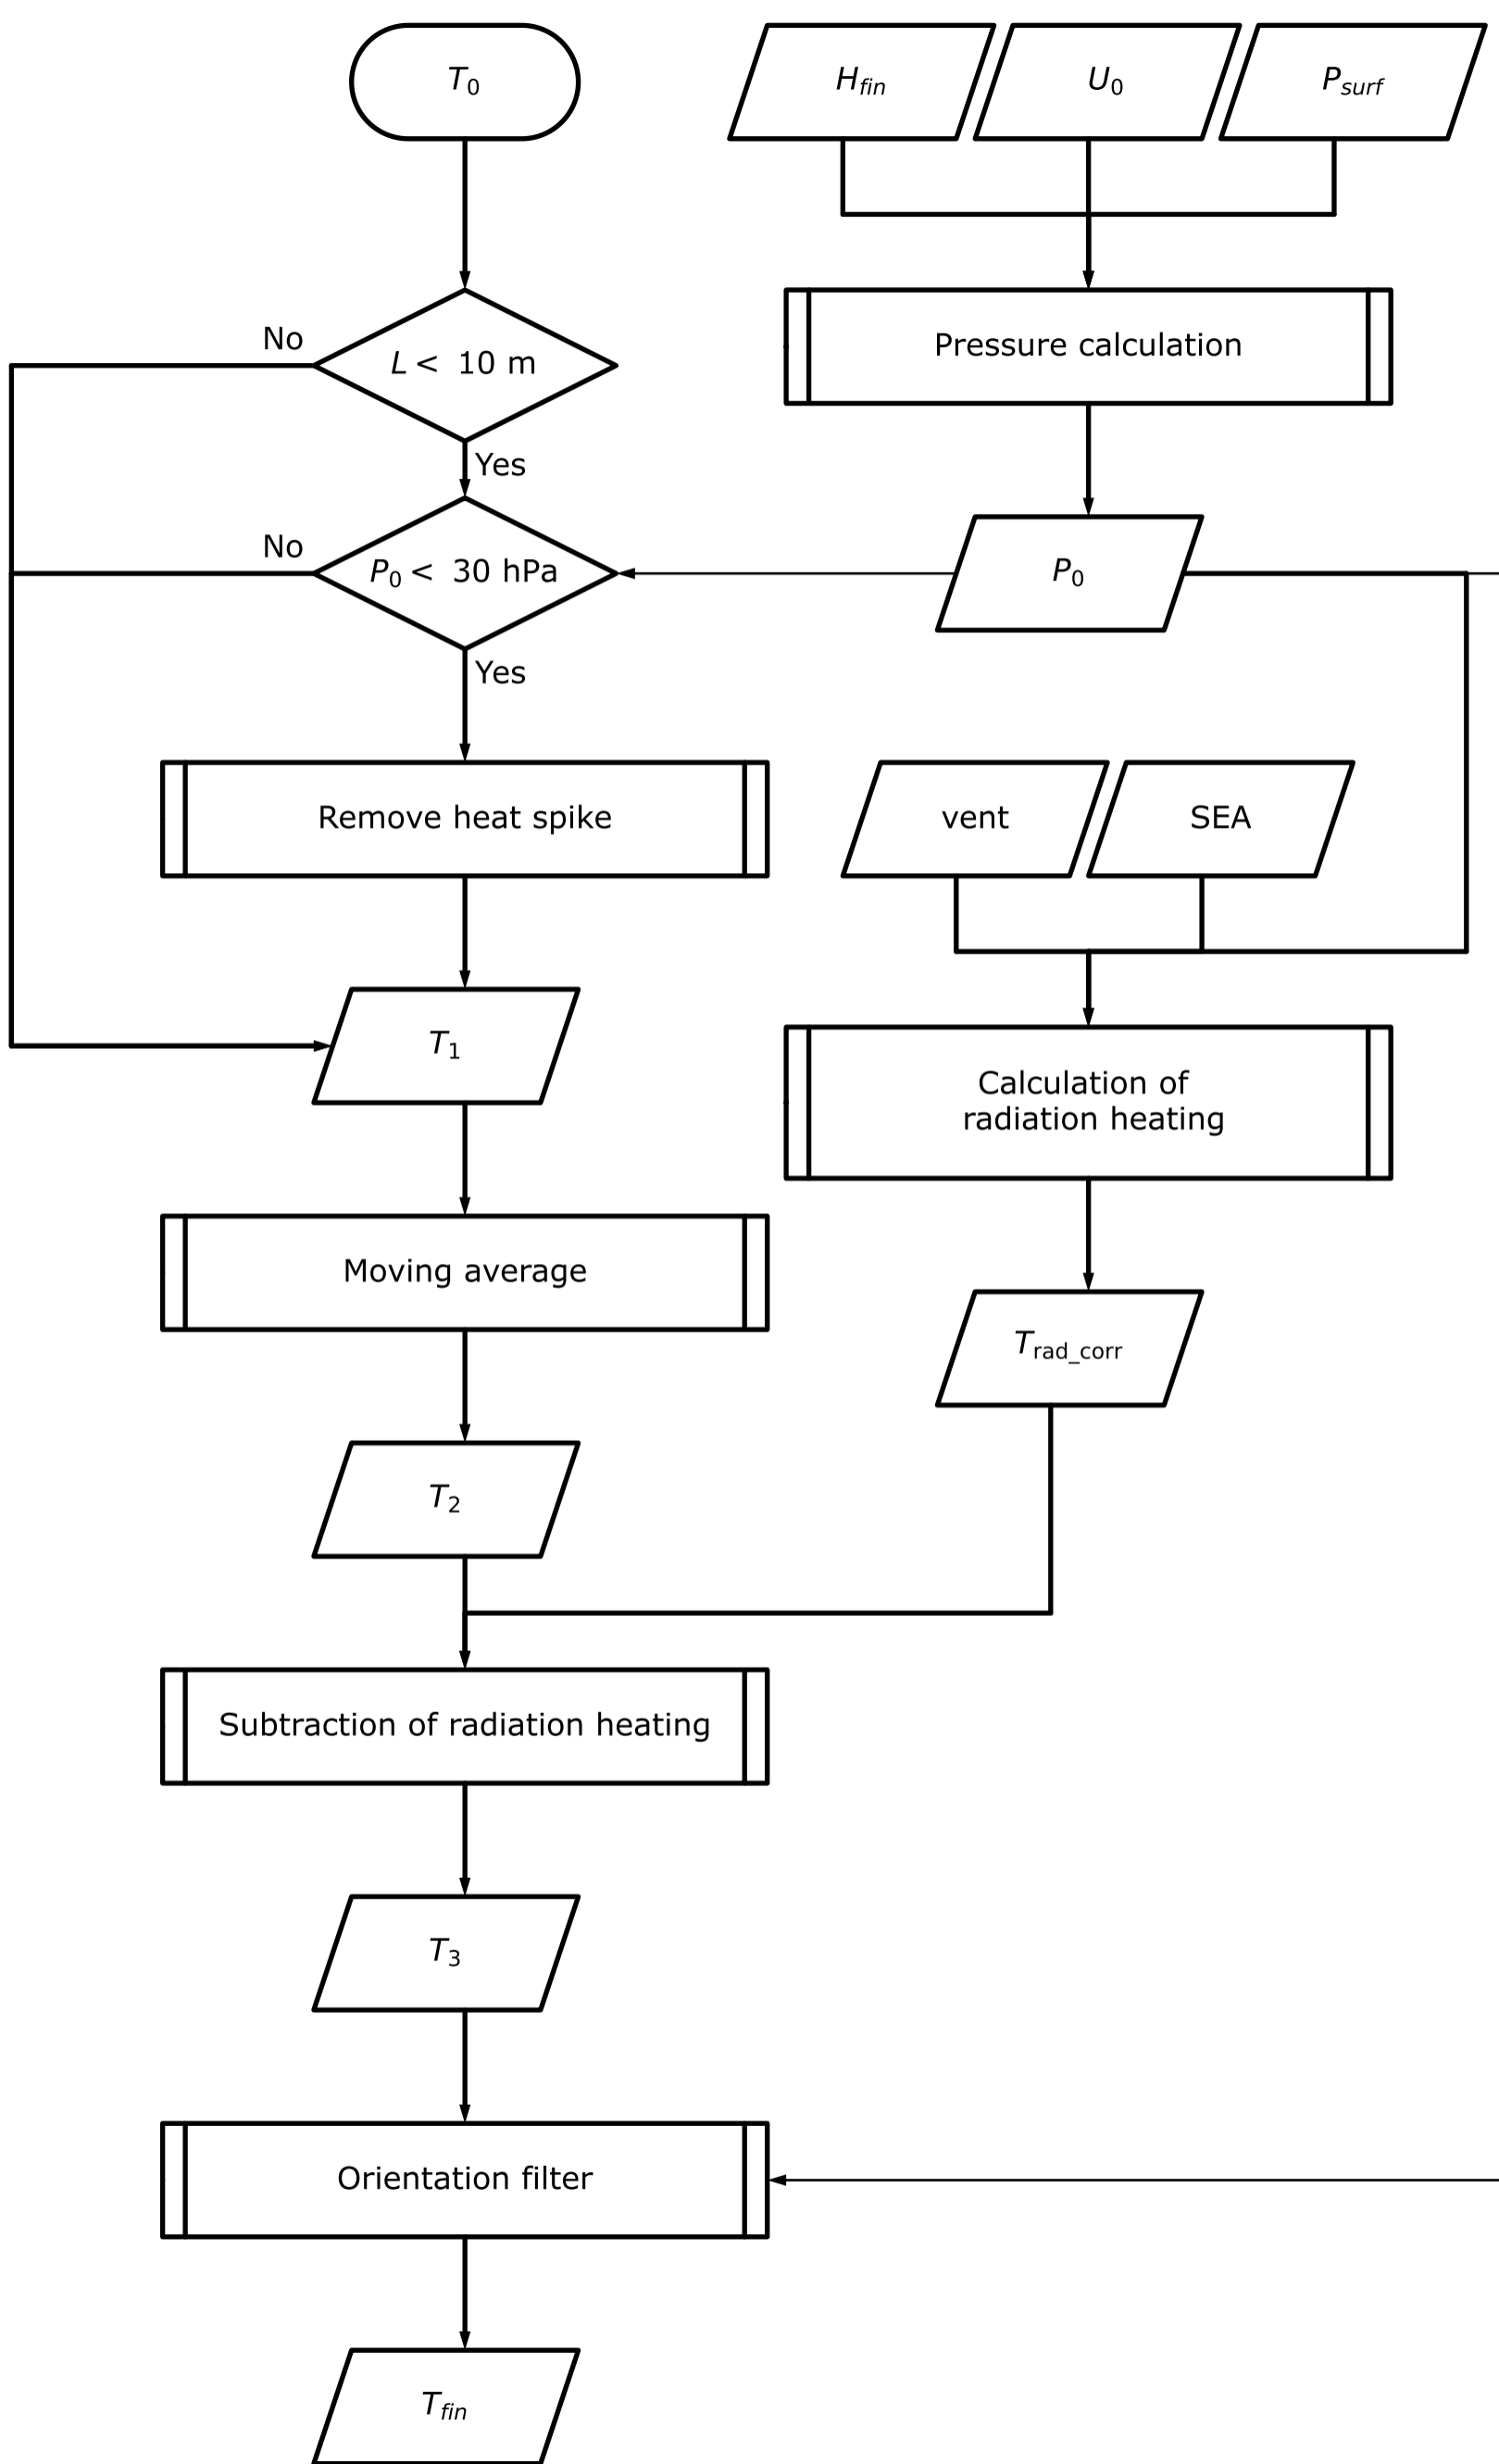 T0
Hfin
U0
Psurf
No
L < 10 m
Pressure calculation
Yes
No
P0 < 30 hPa
P0
Yes
Remove heat spike
vent
SEA
T1
Calculation of
radiation heating
Moving average
Trad_corr
T2
Subtraction of radiation heating
T3
Orientation filter
Tfin